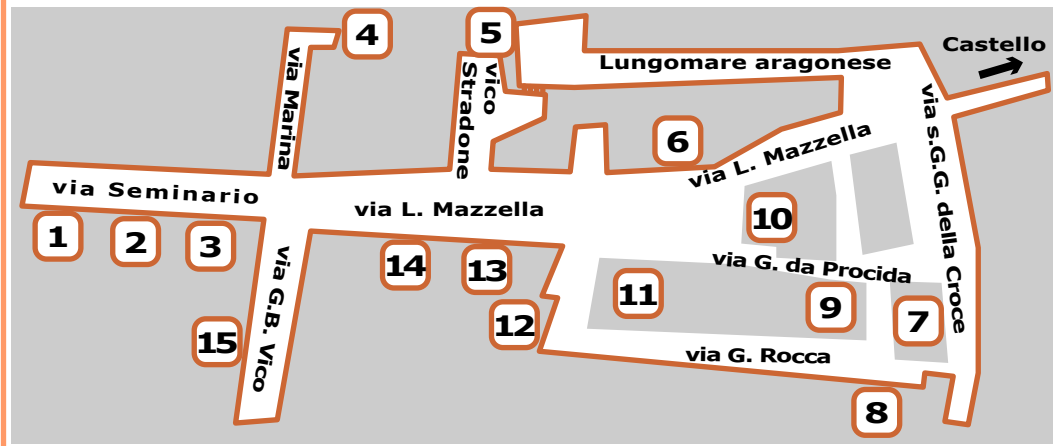 4
5
Castello
Lungomare aragonese
via Marina
vico
Stradone
via s.G.G. della Croce
6
via L. Mazzella
via Seminario
via L. Mazzella
10
1
2
3
14
13
via G. da Procida
11
9
7
12
15
via G.B. Vico
via G. Rocca
8